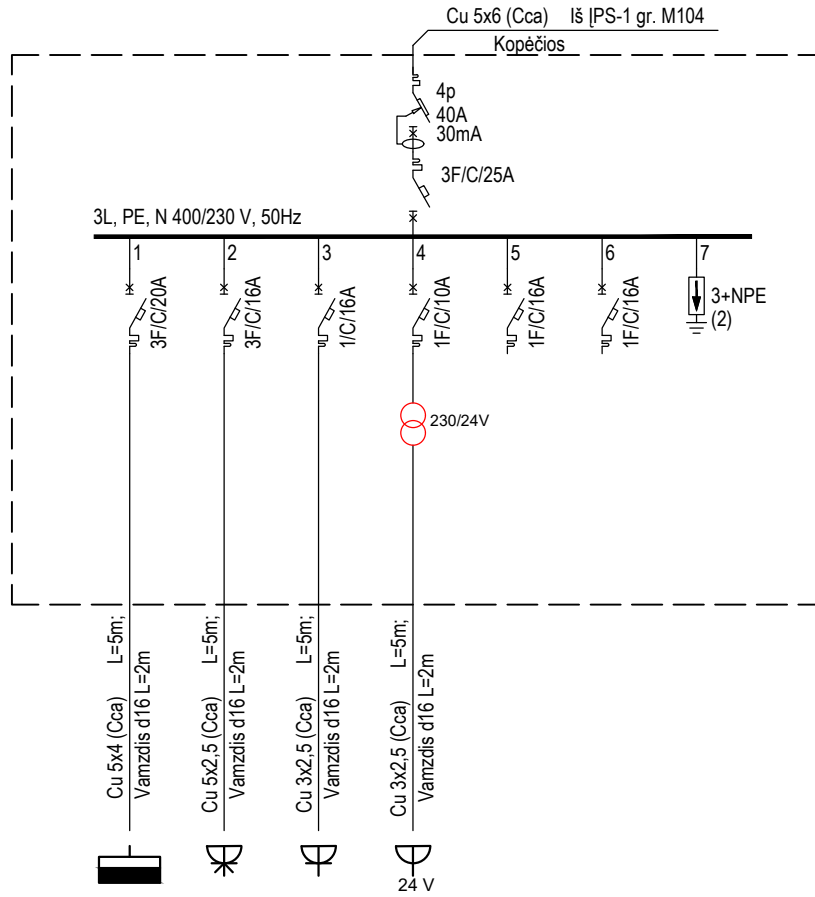 Cu 5x6 (Cca) Iš ĮPS-1 gr. M104
Kopėčios
4p
40A
30mA
3F/C/25A
3L, PE, N 400/230 V, 50Hz
1
2
3
4
5
6
7
3F/C/20A
3F/C/16A
1/C/16A
1F/C/10A
1F/C/16A
1F/C/16A
3+NPE
(2)
230/24V
Cu 5x4 (Cca) L=5m;
Vamzdis d16 L=2m
Cu 5x2,5 (Cca) L=5m;
Vamzdis d16 L=2m
Cu 3x2,5 (Cca) L=5m;
Vamzdis d16 L=2m
Cu 3x2,5 (Cca) L=5m;
Vamzdis d16 L=2m
24 V